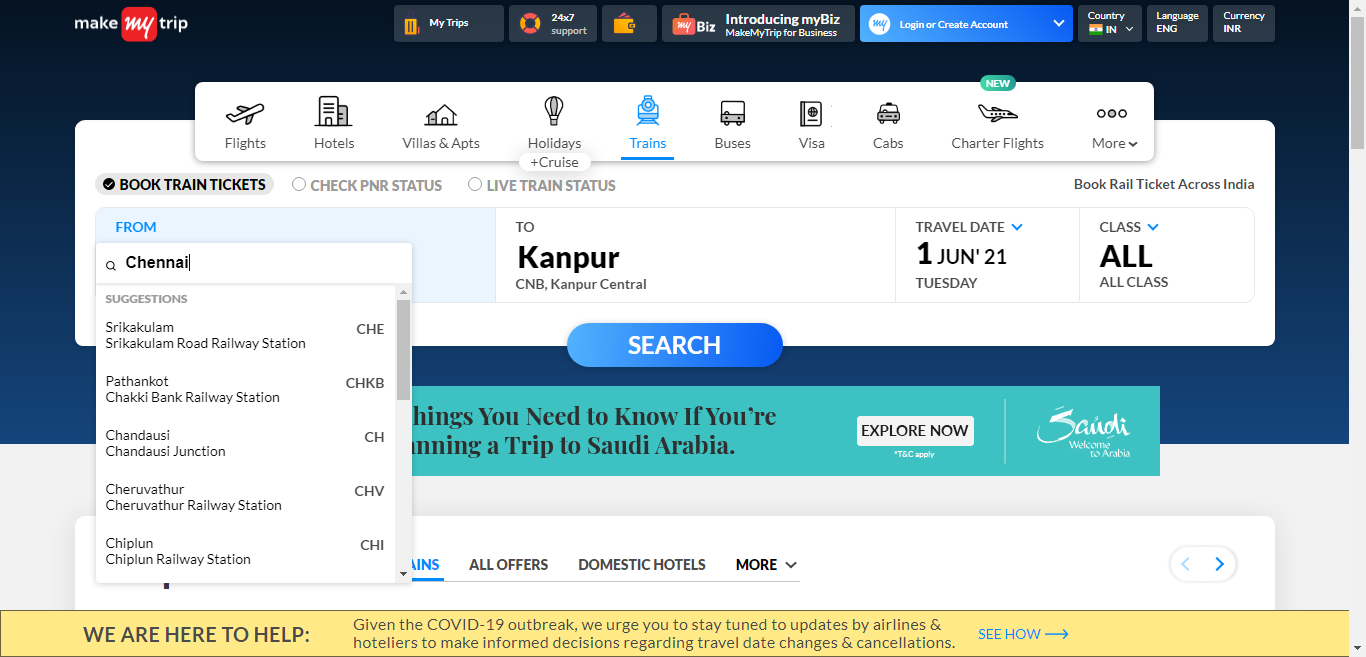 make my trip
My Trips
24x7
support
my Biz
Introducing myBiz
MakeMyTrip for Business
my
Login or Create Account
Country
IN
Language
ENG
Currency
INR
NEW
Flights
Hotels
Villas & Apts
Holidays
+Cruise
Trains
Buses
Visa
Cabs
Charter Flights
More
BOOK TRAIN TICKETS
CHECK PNR STATUS
LIVE TRAIN STATUS
Book Rail Ticket Across India
FROM
Chennai
TO
Kanpur
CNB, Kanpur Central
TRAVEL DATE
1 JUN' 21
TUESDAY
CLASS
ALL
ALL CLASS
SUGGESTIONS
Srikakulam
CHE
Srikakulam Road Railway Station
Pathankot
CHKB
Chakki Bank Railway Station
Chandausi
CH
Chandausi Junction
Cheruvathur
CHV
Cheruvathur Railway Station
Chiplun
CHI
Chiplun Railway Station
SEARCH
hings You Need to Know If You're
nning a Trip to Saudi Arabia.
EXPLORE NOW
*T&C apply
Saudi
Welcome
to Arabia
AINS
ALL OFFERS
DOMESTIC HOTELS
MORE
WE ARE HERE TO HELP:
Given the COVID-19 outbreak, we urge you to stay tuned to updates by airlines &
hoteliers to make informed decisions regarding travel date changes & cancellations.
SEE HOW